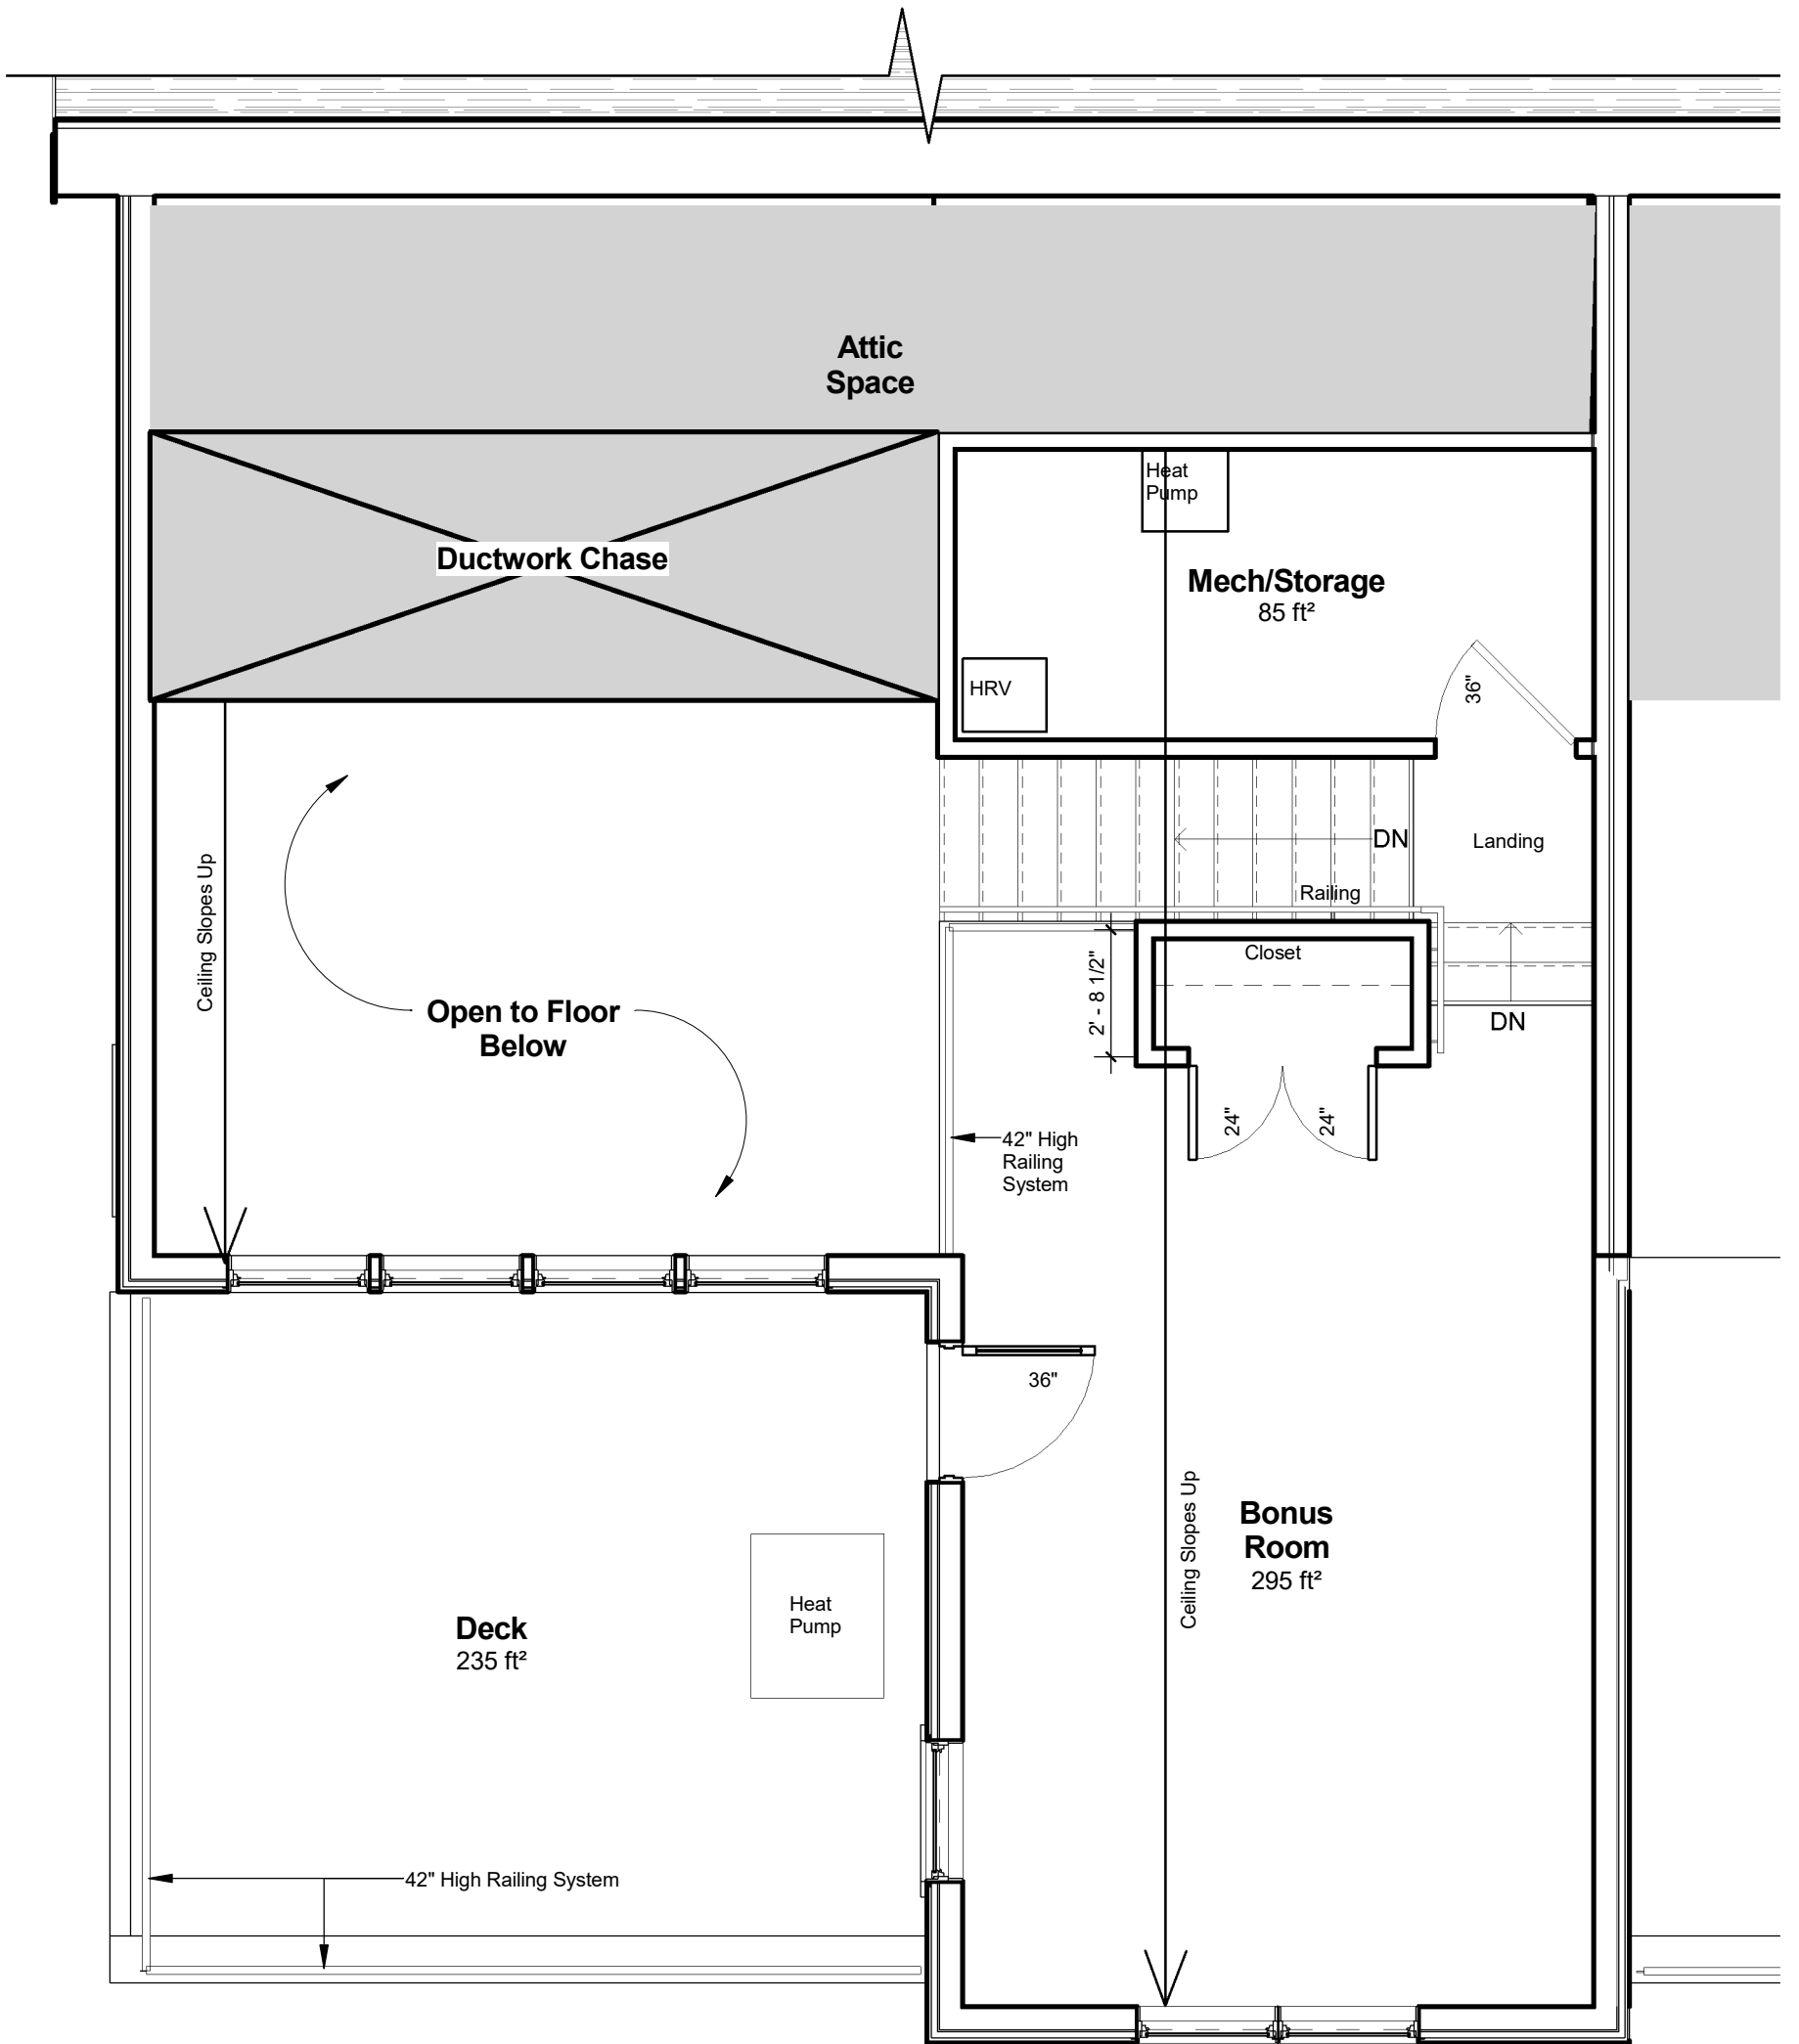 Attic
Space
Heat
Pump
Ductwork Chase
Mech/Storage
85 ft²
HRV
36"
DN
Landing
Railing
Ceiling Slopes Up
Closet
2' - 8 1/2"
Open to Floor
Below
DN
24"
24"
42" High
Railing
System
36"
Ceiling Slopes Up
Bonus
Room
295 ft²
Heat
Pump
Deck
235 ft²
42" High Railing System